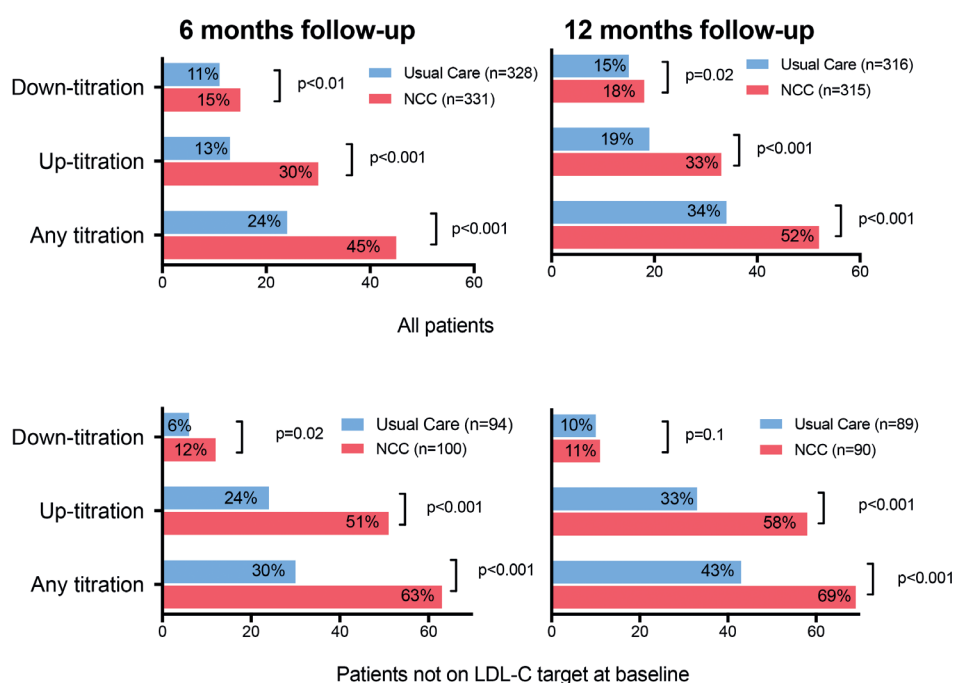 6 months follow-up
Down-titration
11%
15%
p<0.01
Usual Care (n=328)
NCC (n=331)
Up-titration
13%
30%
p<0.001
Any titration
24%
45%
p<0.001
0 20 40 60
12 months follow-up
15%
18%
p=0.02
Usual Care (n=316)
NCC (n=315)
19%
33%
p<0.001
34%
52%
p<0.001
0 20 40 60
All patients
Down-titration
6%
12%
p=0.02
Usual Care (n=94)
NCC (n=100)
Up-titration
24%
51%
p<0.001
Any titration
30%
63%
p<0.001
0 20 40 60
10%
11%
p=0.1
Usual Care (n=89)
NCC (n=90)
33%
58%
p<0.001
43%
69%
p<0.001
0 20 40 60
Patients not on LDL-C target at baseline